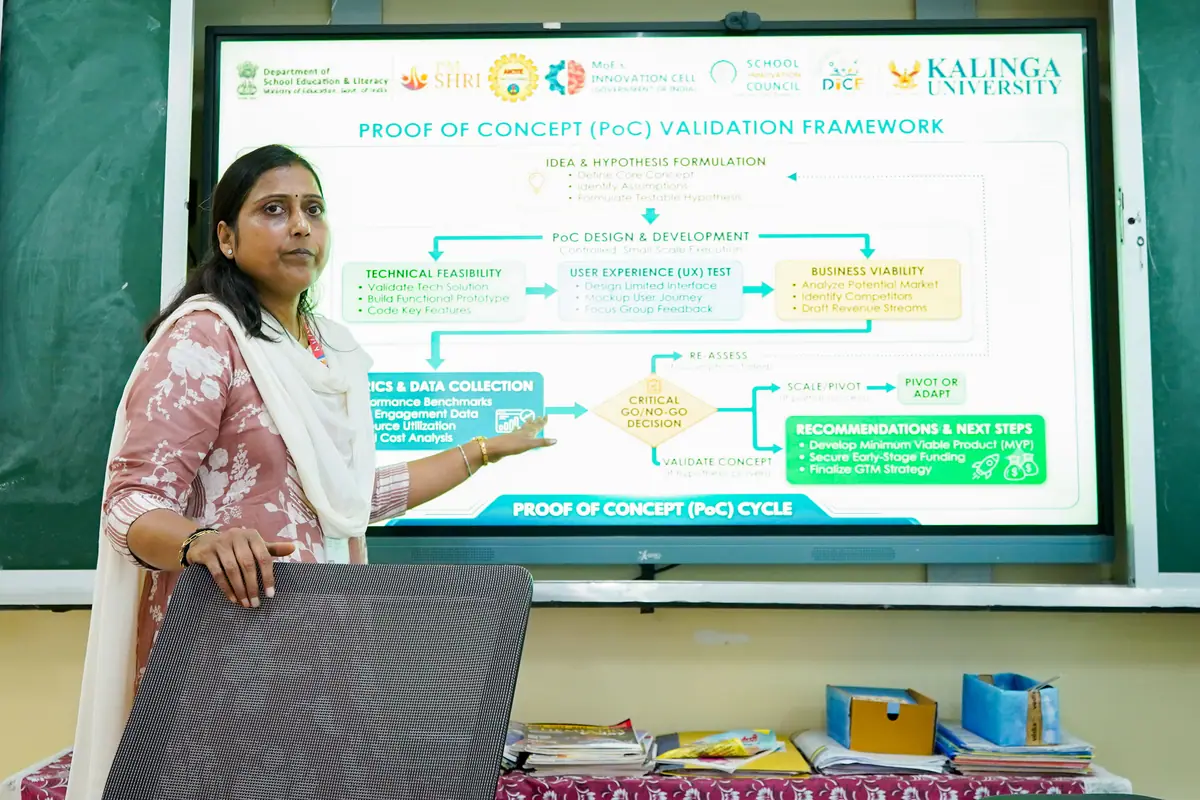 Department of
School Education & Literacy
Ministry of Education, Govt. of India
SHRI
AICTE
MoE's
INNOVATION CELL
(GOVERNMENT OF INDIA)
SCHOOL
INNOVATION
COUNCIL
DiCE
KALINGA
UNIVERSITY
PROOF OF CONCEPT (PoC) VALIDATION FRAMEWORK
IDEA & HYPOTHESIS FORMULATION
• Define Core Concept
• Identify Assumptions
• Formulate Testable Hypothesis
PoC DESIGN & DEVELOPMENT
Controlled, Small Scale Execution
TECHNICAL FEASIBILITY
• Validate Tech Solution
• Build Functional Prototype
• Code Key Features
USER EXPERIENCE (UX) TEST
• Design Limited Interface
• Mockup User Journey
• Focus Group Feedback
BUSINESS VIABILITY
• Analyze Potential Market
• Identify Competitors
• Draft Revenue Streams
RICS & DATA COLLECTION
ormance Benchmarks
Engagement Data
ource Utilization
Cost Analysis
CRITICAL
GO/NO-GO
DECISION
RE-ASSESS
SCALE/PIVOT
PIVOT OR
ADAPT
VALIDATE CONCEPT
RECOMMENDATIONS & NEXT STEPS
• Develop Minimum Viable Product (MVP)
• Secure Early-Stage Funding
• Finalize GTM Strategy
PROOF OF CONCEPT (PoC) CYCLE